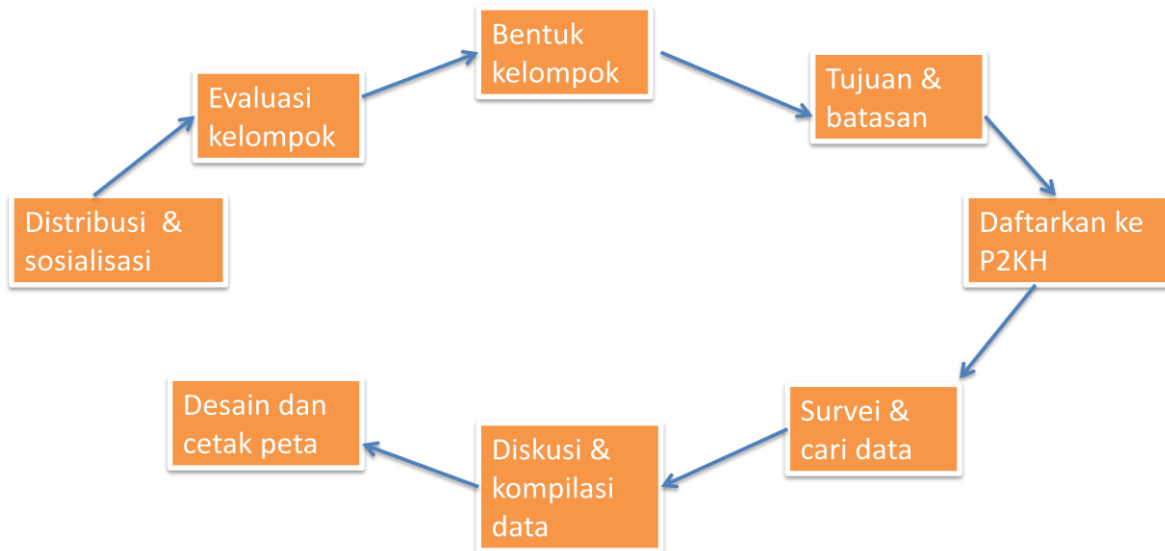 Bentuk
kelompok
Tujuan &
batasan
Daftarkan ke
P2KH
Survei &
cari data
Diskusi &
kompilasi
data
Desain dan
cetak peta
Distribusi &
sosialisasi
Evaluasi
kelompok